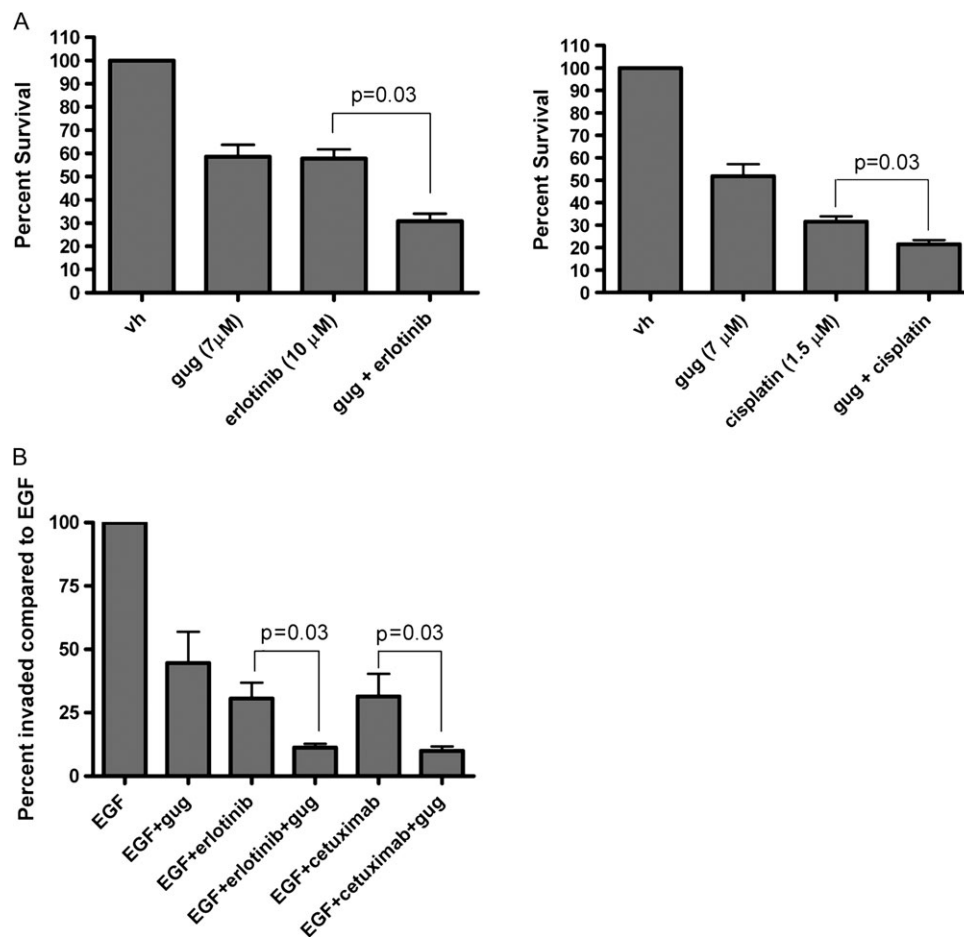 A
Percent Survival
110
100
90
80
70
60
50
40
30
20
10
0
p=0.03
vh
gug (7μM)
erlotinib (10 μM)
gug + erlotinib
Percent Survival
110
100
90
80
70
60
50
40
30
20
10
0
p=0.03
vh
gug (7 μM)
cisplatin (1.5 μM)
gug + cisplatin
B
Percent invaded compared to EGF
100
75
50
25
0
p=0.03
p=0.03
EGF
EGF+gug
EGF+erlotinib
EGF+erlotinib+gug
EGF+cetuximab
EGF+cetuximab+gug